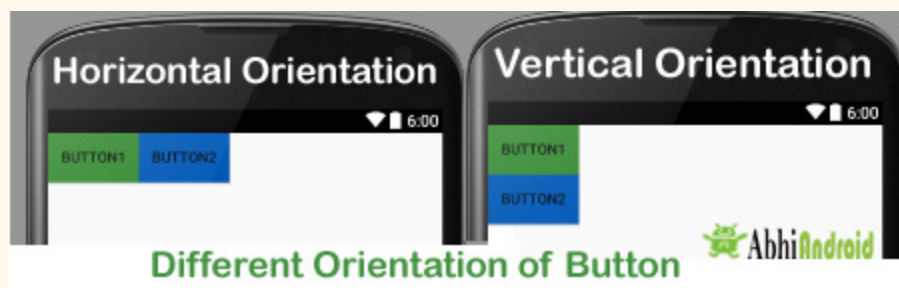 Horizontal Orientation
6:00
BUTTON1 BUTTON2
Vertical Orientation
6:00
BUTTON1
BUTTON2
AbhiAndroid
Different Orientation of Button